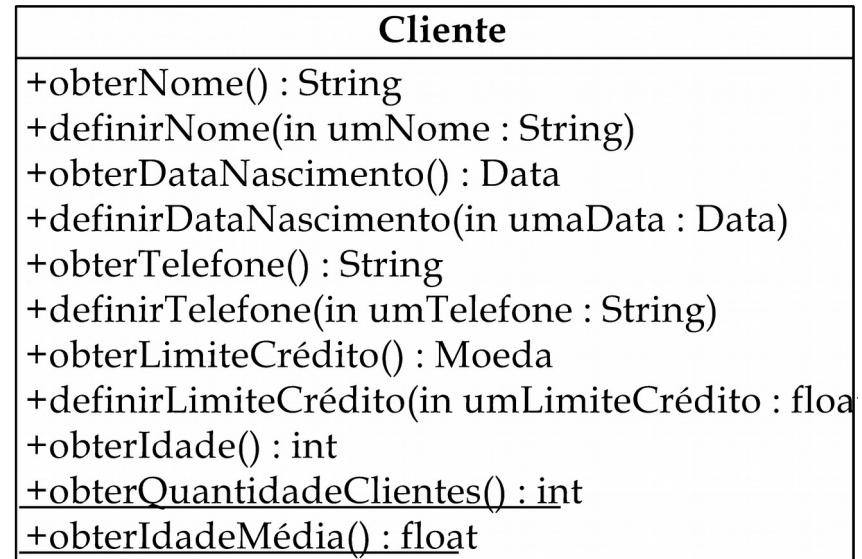 Cliente
+obterNome() : String
+definirNome(in umNome : String)
+obterDataNascimento() : Data
+definirDataNascimento(in umaData : Data)
+obterTelefone() : String
+definirTelefone(in umTelefone : String)
+obterLimiteCrédito() : Moeda
+definirLimiteCrédito(in umLimiteCrédito :
+obterIdade() : int
+obterQuantidadeClientes() : int
+obterIdadeMédia() : float